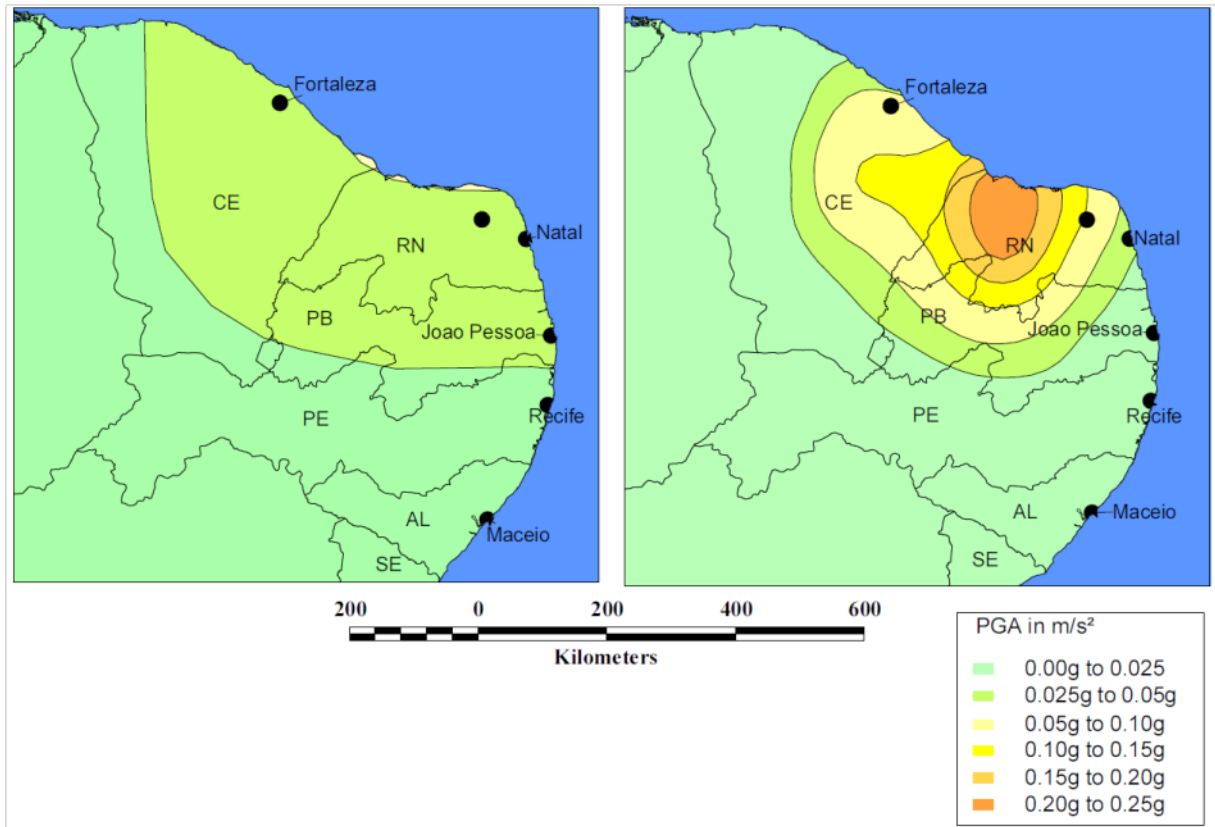 Fortaleza
CE
RN
Natal
PB
Joao Pessoa
PE
Recife
AL
Maceio
SE
Fortaleza
CE
RN
Natal
PB
Joao Pessoa
PE
Recife
AL
Maceio
SE
200 0 200 400 600
Kilometers
PGA in m/s²
0.00g to 0.025
0.025g to 0.05g
0.05g to 0.10g
0.10g to 0.15g
0.15g to 0.20g
0.20g to 0.25g